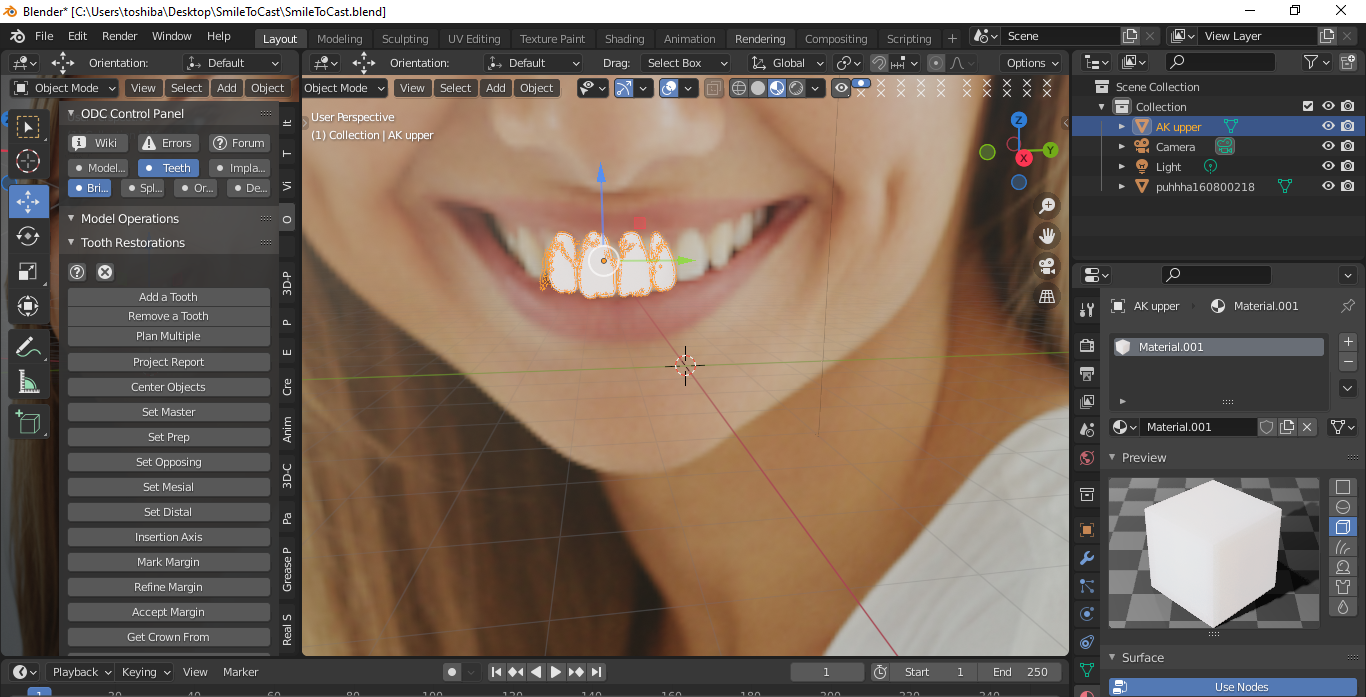 Blender* [C:\Users\toshiba\Desktop\SmileToCast\SmileToCast.blend]
File Edit Render Window Help Layout Modeling Sculpting UV Editing Texture Paint Shading Animation Rendering Compositing Scripting + Scene View Layer
Orientation: Default Orientation: Default Drag: Select Box Global Options
Object Mode View Select Add Object Object Mode View Select Add Object
Scene Collection
Collection
AK upper
Camera
Light
puhhha160800218
ODC Control Panel
Wiki Errors Forum
Model... Teeth Impla...
Bri... Spl... Or... De...
Model Operations
Tooth Restorations
Add a Tooth
Remove a Tooth
Plan Multiple
Project Report
Center Objects
Set Master
Set Prep
Set Opposing
Set Mesial
Set Distal
Insertion Axis
Mark Margin
Refine Margin
Accept Margin
Get Crown From
It
T
Vi
O
3D-P
P
E
Cre
Anim
3D-C
Pa
Grease P
Real S
User Perspective
(1) Collection | AK upper
Z
Y
X
AK upper Material.001
Material.001
Material.001
Preview
Surface
Use Nodes
Playback Keying View Marker 1 Start 1 End 250
1 20 40 60 80 100 120 140 160 180 200 220 240